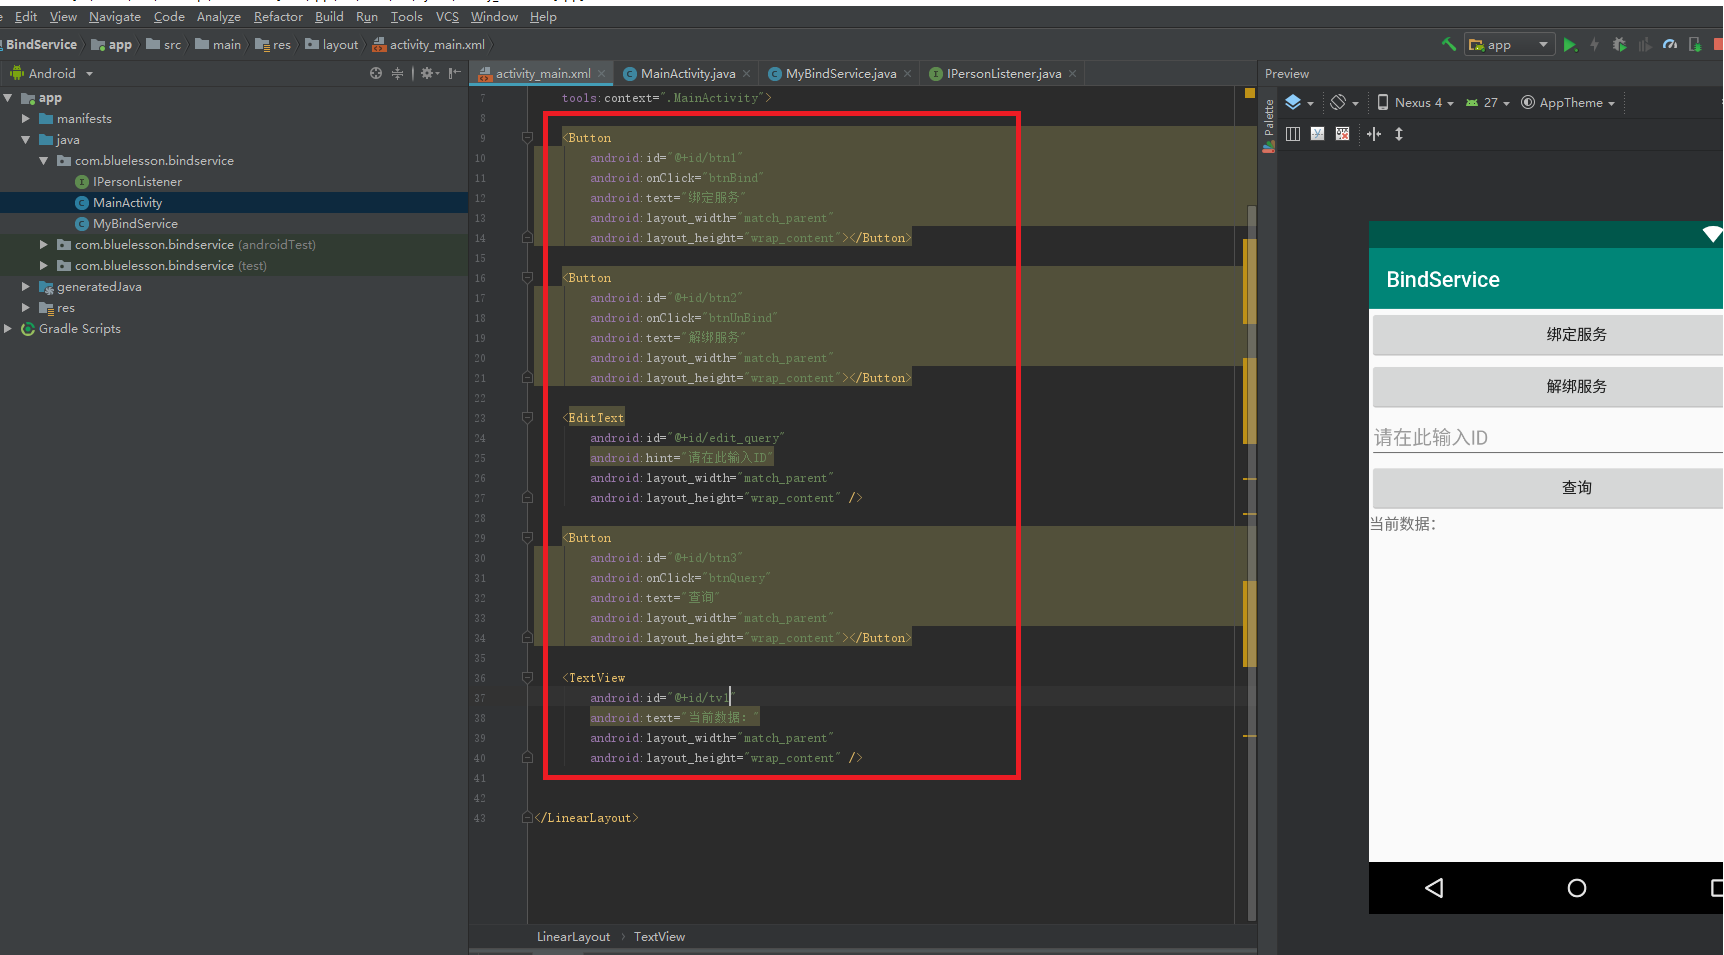 Edit View Navigate Code Analyze Refactor Build Run Tools VCS Window Help
BindService app src main res layout activity_main.xml app
Android activity_main.xml MainActivity.java MyBindService.java IPersonListener.java Preview
app
manifests
java
com.bluelesson.bindservice
IPersonListener
MainActivity
MyBindService
com.bluelesson.bindservice (androidTest)
com.bluelesson.bindservice (test)
generatedJava
res
Gradle Scripts
7 tools:context=".MainActivity">
8
9 <Button
10 android:id="@+id/btn1"
11 android:onClick="btnBind"
12 android:text="绑定服务"
13 android:layout_width="match_parent"
14 android:layout_height="wrap_content"></Button>
15
16 <Button
17 android:id="@+id/btn2"
18 android:onClick="btnUnBind"
19 android:text="解绑服务"
20 android:layout_width="match_parent"
21 android:layout_height="wrap_content"></Button>
22
23 <EditText
24 android:id="@+id/edit_query"
25 android:hint="请在此输入ID"
26 android:layout_width="match_parent"
27 android:layout_height="wrap_content" />
28
29 <Button
30 android:id="@+id/btn3"
31 android:onClick="btnQuery"
32 android:text="查询"
33 android:layout_width="match_parent"
34 android:layout_height="wrap_content"></Button>
35
36 <TextView
37 android:id="@+id/tv1"
38 android:text="当前数据："
39 android:layout_width="match_parent"
40 android:layout_height="wrap_content" />
41
42
43 </LinearLayout>
LinearLayout TextView
Palette
Nexus 4 27 AppTheme
BindService
绑定服务
解绑服务
请在此输入ID
查询
当前数据：